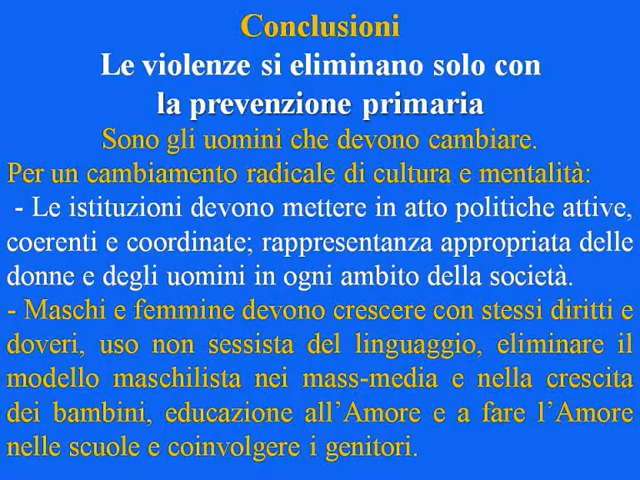 Conclusioni
Le violenze si eliminano solo con
la prevenzione primaria
Sono gli uomini che devono cambiare.
Per un cambiamento radicale di cultura e mentalità:
- Le istituzioni devono mettere in atto politiche attive,
coerenti e coordinate; rappresentanza appropriata delle
donne e degli uomini in ogni ambito della società.
- Maschi e femmine devono crescere con stessi diritti e
doveri, uso non sessista del linguaggio, eliminare il
modello maschilista nei mass-media e nella crescita
dei bambini, educazione all’Amore e a fare l’Amore
nelle scuole e coinvolgere i genitori.